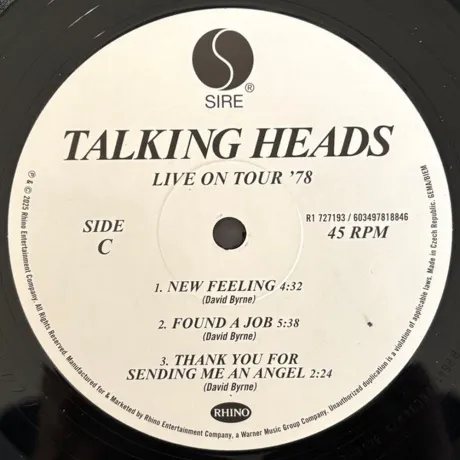 SIRE®
TALKING HEADS
LIVE ON TOUR '78
SIDE
C
R1 727193 / 603497818846
45 RPM
1. NEW FEELING 4:32
(David Byrne)
2. FOUND A JOB 5:38
(David Byrne)
3. THANK YOU FOR
SENDING ME AN ANGEL 2:24
(David Byrne)
RHINO
℗ & © 2025 Rhino Entertainment Company. All Rights Reserved. Manufactured for & Marketed by Rhino Entertainment Company, a Warner Music Group Company. Unauthorized duplication is a violation of applicable laws. Made in Czech Republic. GEMA/BIEM